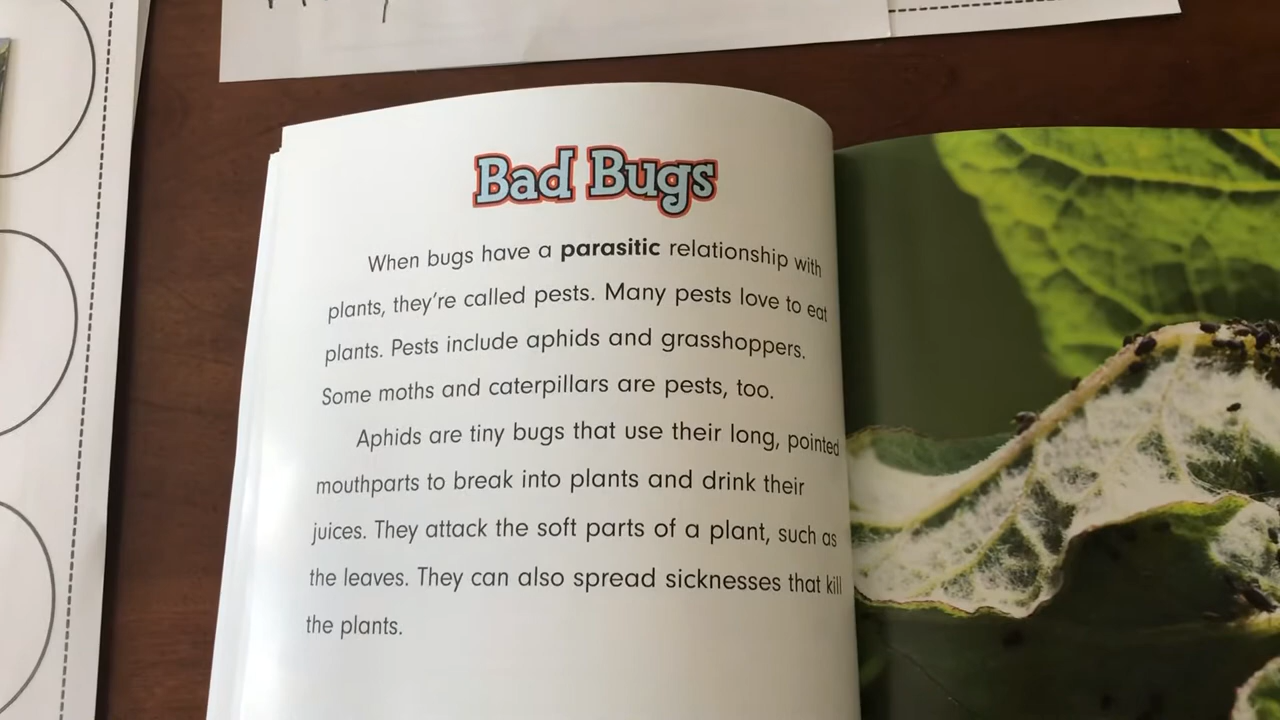 Bad Bugs
When bugs have a parasitic relationship with
plants, they're called pests. Many pests love to eat
plants. Pests include aphids and grasshoppers.
Some moths and caterpillars are pests, too.
Aphids are tiny bugs that use their long, pointed
mouthparts to break into plants and drink their
juices. They attack the soft parts of a plant, such as
the leaves. They can also spread sicknesses that kill
the plants.